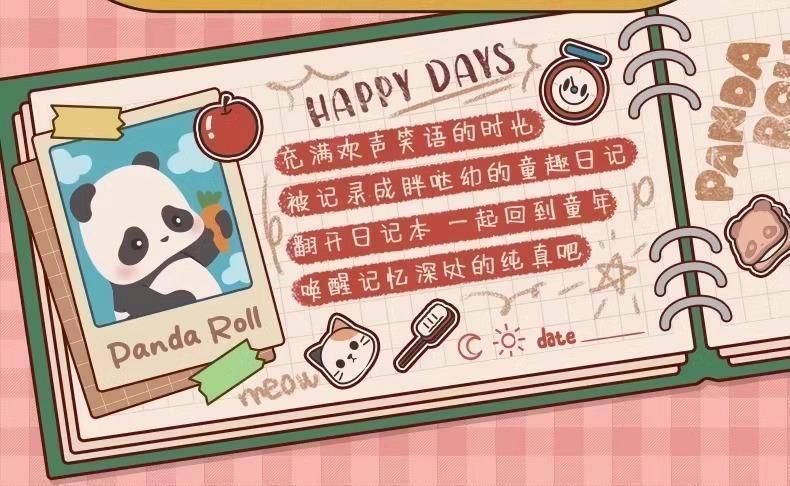 HAPPY DAYS
充满欢声笑语的时光
被记录成胖哒幼的童趣日记
翻开日记本 一起回到童年
唤醒记忆深处的纯真吧
Panda Roll
meow
date
PANDA